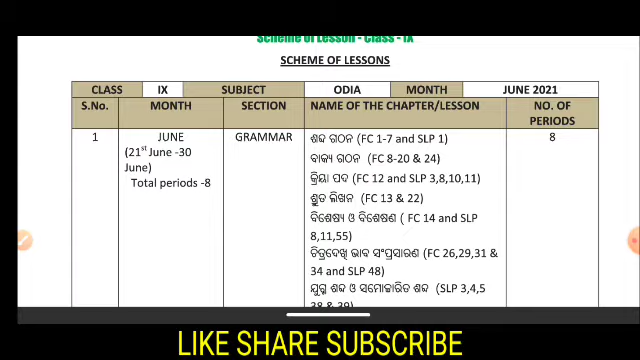 Scheme of Lesson - Class - IX
SCHEME OF LESSONS
CLASS IX SUBJECT ODIA MONTH JUNE 2021
S.No. MONTH SECTION NAME OF THE CHAPTER/LESSON NO. OF
PERIODS
1 JUNE GRAMMAR ଶବ୍ଦ ଗଠନ (FC 1-7 and SLP 1) 8
(21st June -30
June)
Total periods -8
ବାକ୍ୟ ଗଠନ (FC 8-20 & 24)
କ୍ରିୟା ପଦ (FC 12 and SLP 3,8,10,11)
ଶ୍ରୁତ ଲିଖନ (FC 13 & 22)
ବିଶେଷ୍ୟ ଓ ବିଶେଷଣ (FC 14 and SLP
8,11,55)
ଚିତ୍ରଦେଖି ଭାବ ସଂପ୍ରସାରଣ (FC 26,29,31 &
34 and SLP 48)
ଯୁଗ୍ମ ଶବ୍ଦ ଓ ସମୋଚ୍ଚାରିତ ଶବ୍ଦ (SLP 3,4,5
38 & 39)
LIKE SHARE SUBSCRIBE